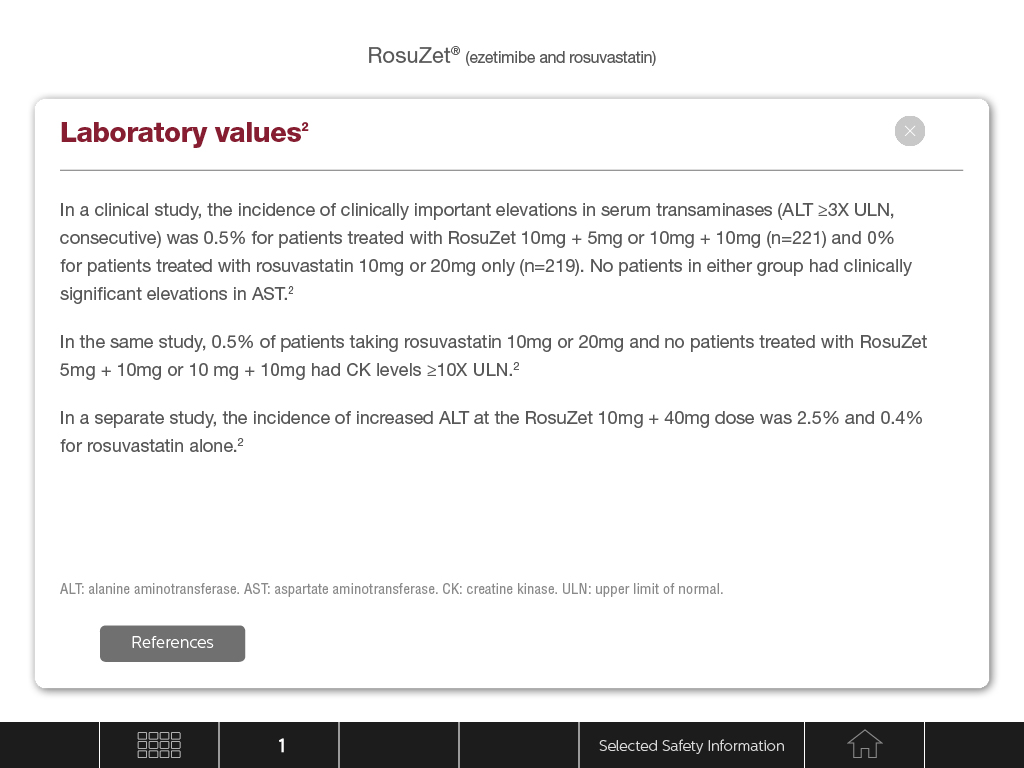 RosuZet® (ezetimibe and rosuvastatin)
Laboratory values²
In a clinical study, the incidence of clinically important elevations in serum transaminases (ALT ≥3X ULN,
consecutive) was 0.5% for patients treated with RosuZet 10mg + 5mg or 10mg + 10mg (n=221) and 0%
for patients treated with rosuvastatin 10mg or 20mg only (n=219). No patients in either group had clinically
significant elevations in AST.²
In the same study, 0.5% of patients taking rosuvastatin 10mg or 20mg and no patients treated with RosuZet
5mg + 10mg or 10 mg + 10mg had CK levels ≥10X ULN.²
In a separate study, the incidence of increased ALT at the RosuZet 10mg + 40mg dose was 2.5% and 0.4%
for rosuvastatin alone.²
ALT: alanine aminotransferase. AST: aspartate aminotransferase. CK: creatine kinase. ULN: upper limit of normal.
References
1
Selected Safety Information